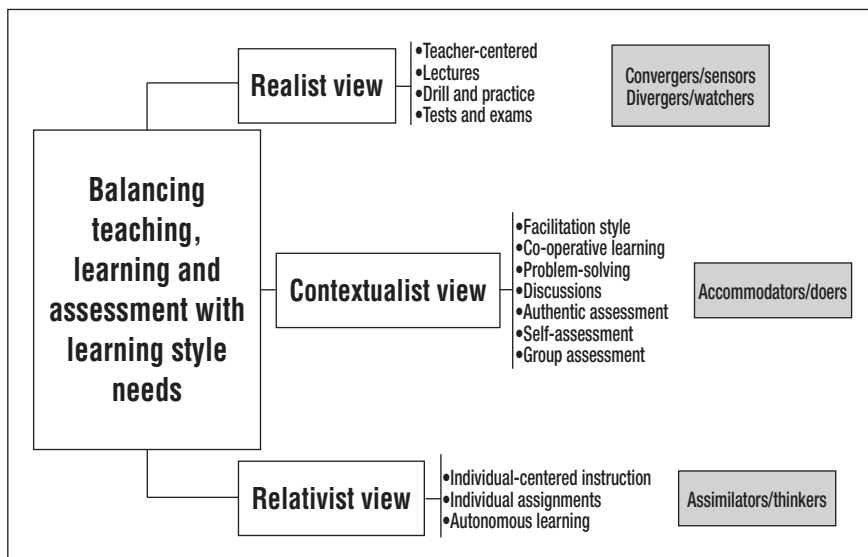 Balancing
teaching,
learning and
assessment with
learning style
needs
Realist view
•Teacher-centered
•Lectures
•Drill and practice
•Tests and exams
Convergers/sensors
Divergers/watchers
Contextualist view
•Facilitation style
•Co-operative learning
•Problem-solving
•Discussions
•Authentic assessment
•Self-assessment
•Group assessment
Accommodators/doers
Relativist view
•Individual-centered instruction
•Individual assignments
•Autonomous learning
Assimilators/thinkers